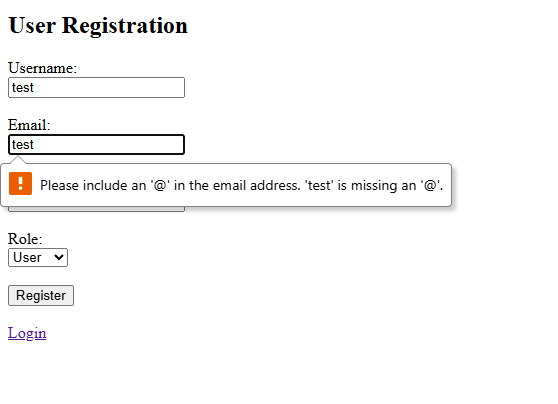 User Registration
Username:
test
Email:
test
Please include an '@' in the email address. 'test' is missing an '@'.
Role:
User
Register
Login